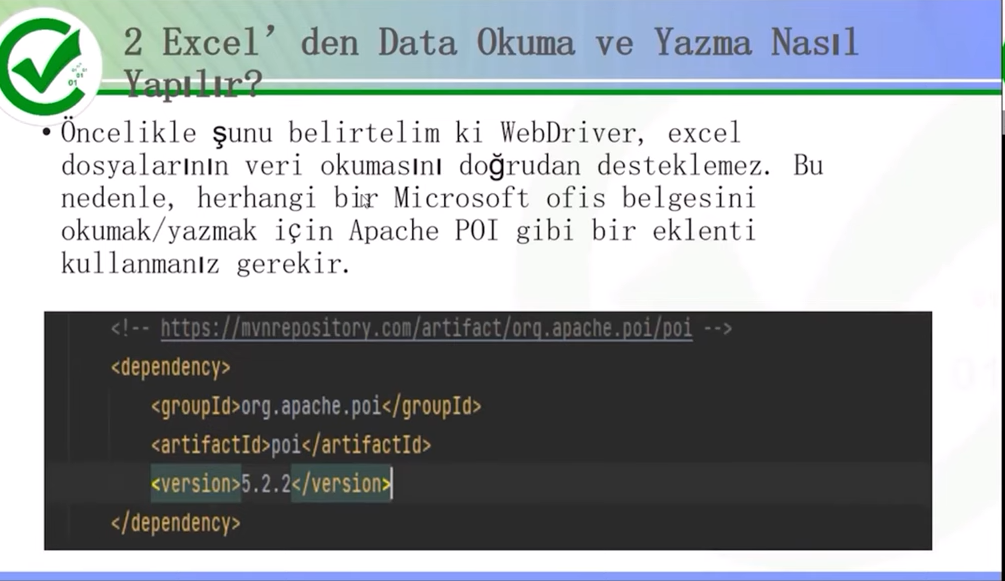 2 Excel’ den Data Okuma ve Yazma Nasıl
Yapılır?
• Öncelikle şunu belirtelim ki WebDriver, excel
dosyalarının veri okumasını doğrudan desteklemez. Bu
nedenle, herhangi bir Microsoft ofis belgesini
okumak/yazmak için Apache POI gibi bir eklenti
kullanmanız gerekir.
<!-- https://mvnrepository.com/artifact/org.apache.poi/poi -->
<dependency>
<groupId>org.apache.poi</groupId>
<artifactId>poi</artifactId>
<version>5.2.2</version>
</dependency>